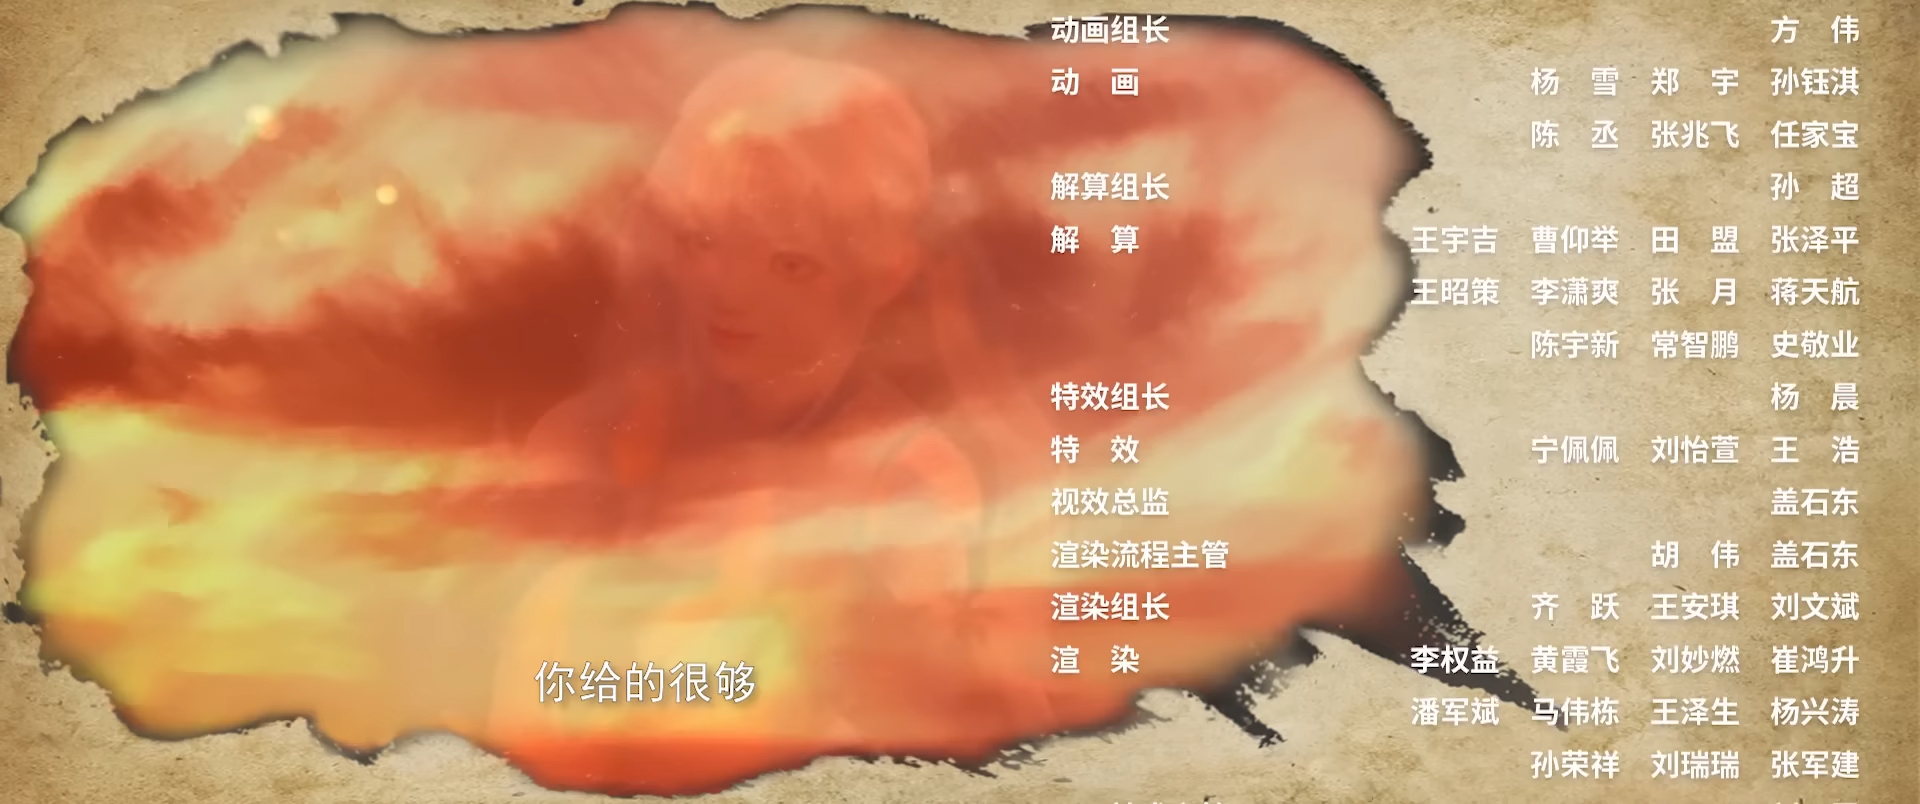 动画组长 方 伟
动 画 杨 雪 郑 宇 孙钰淇
陈 丞 张兆飞 任家宝
解算组长 孙 超
解 算 王宇吉 曹仰举 田 盟 张泽平
王昭策 李潇爽 张 月 蒋天航
陈宇新 常智鹏 史敬业
特效组长 杨 晨
特 效 宁佩佩 刘怡萱 王 浩
视效总监 盖石东
渲染流程主管 胡 伟 盖石东
渲染组长 齐 跃 王安琪 刘文斌
渲 染 李权益 黄霞飞 刘妙燃 崔鸿升
潘军斌 马伟栋 王泽生 杨兴涛
孙荣祥 刘瑞瑞 张军建
你给的很够